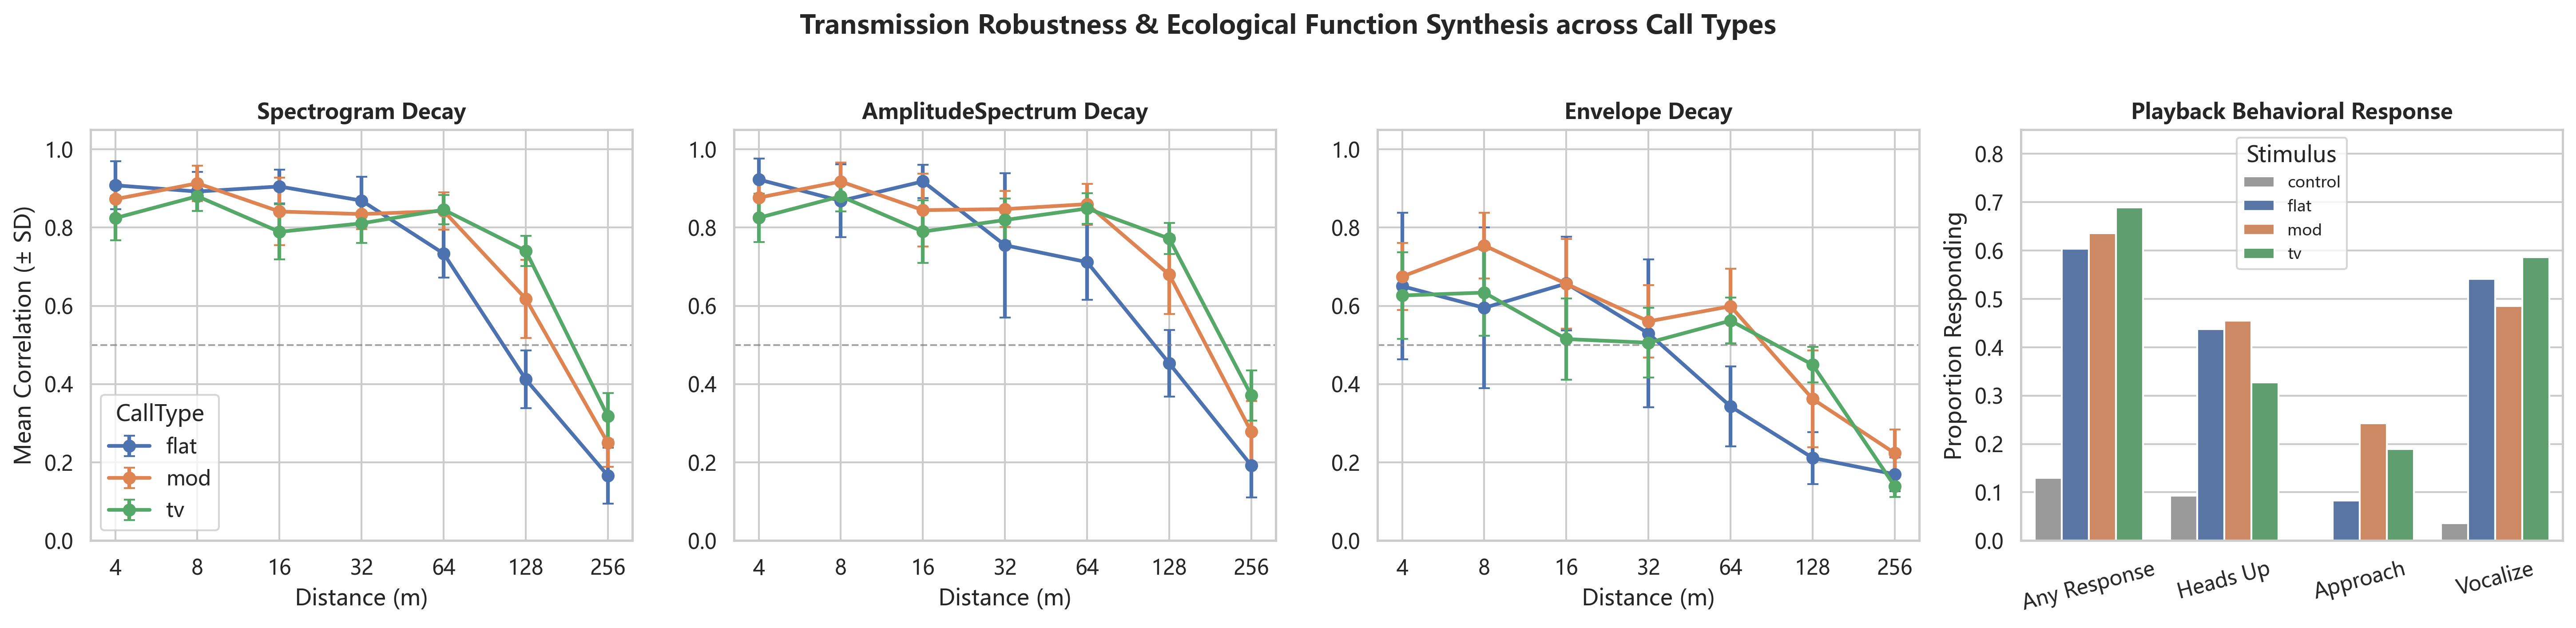 Transmission Robustness & Ecological Function Synthesis across Call Types
Spectrogram Decay
Mean Correlation (± SD)
1.0
0.8
0.6
0.4
0.2
0.0
CallType
flat
mod
tv
4 8 16 32 64 128 256
Distance (m)
AmplitudeSpectrum Decay
1.0
0.8
0.6
0.4
0.2
0.0
4 8 16 32 64 128 256
Distance (m)
Envelope Decay
1.0
0.8
0.6
0.4
0.2
0.0
4 8 16 32 64 128 256
Distance (m)
Playback Behavioral Response
Proportion Responding
0.8
0.7
0.6
0.5
0.4
0.3
0.2
0.1
0.0
Stimulus
control
flat
mod
tv
Any Response Heads Up Approach Vocalize